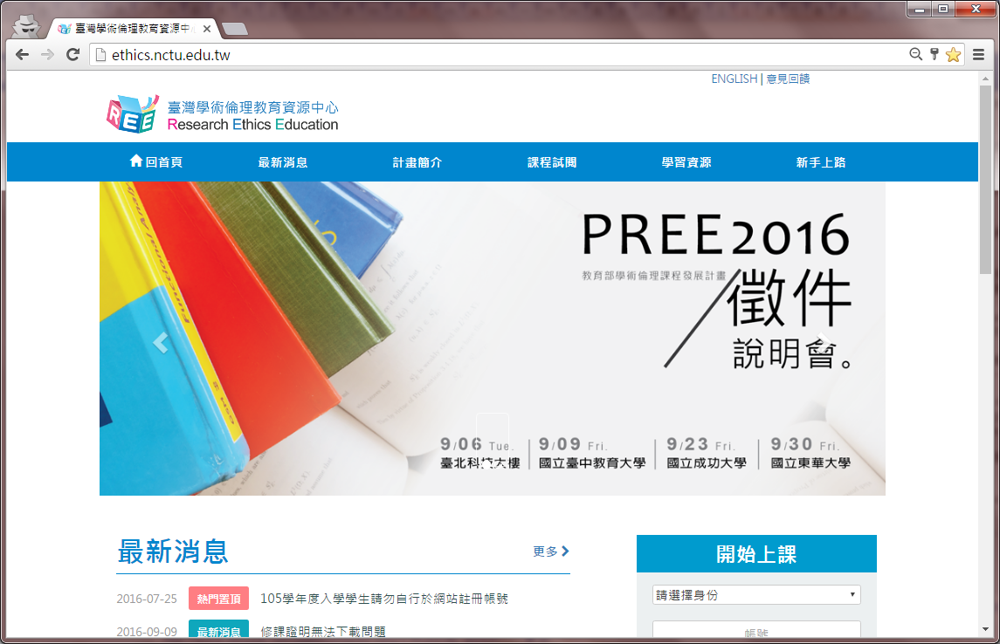 臺灣學術倫理教育資源中
ethics.nctu.edu.tw
ENGLISH | 意見回饋
REE
臺灣學術倫理教育資源中心
Research Ethics Education
回首頁 最新消息 計畫簡介 課程試閱 學習資源 新手上路
PREE2016
教育部學術倫理課程發展計畫
徵件
說明會。
9/06 Tue. 9/09 Fri. 9/23 Fri. 9/30 Fri.
臺北科技大樓 國立臺中教育大學 國立成功大學 國立東華大學
最新消息 更多
開始上課
請選擇身份
2016-07-25 熱門置頂 105學年度入學學生請勿自行於網站註冊帳號
2016-09-09 最新消息 修課證明無法下載問題
帳號